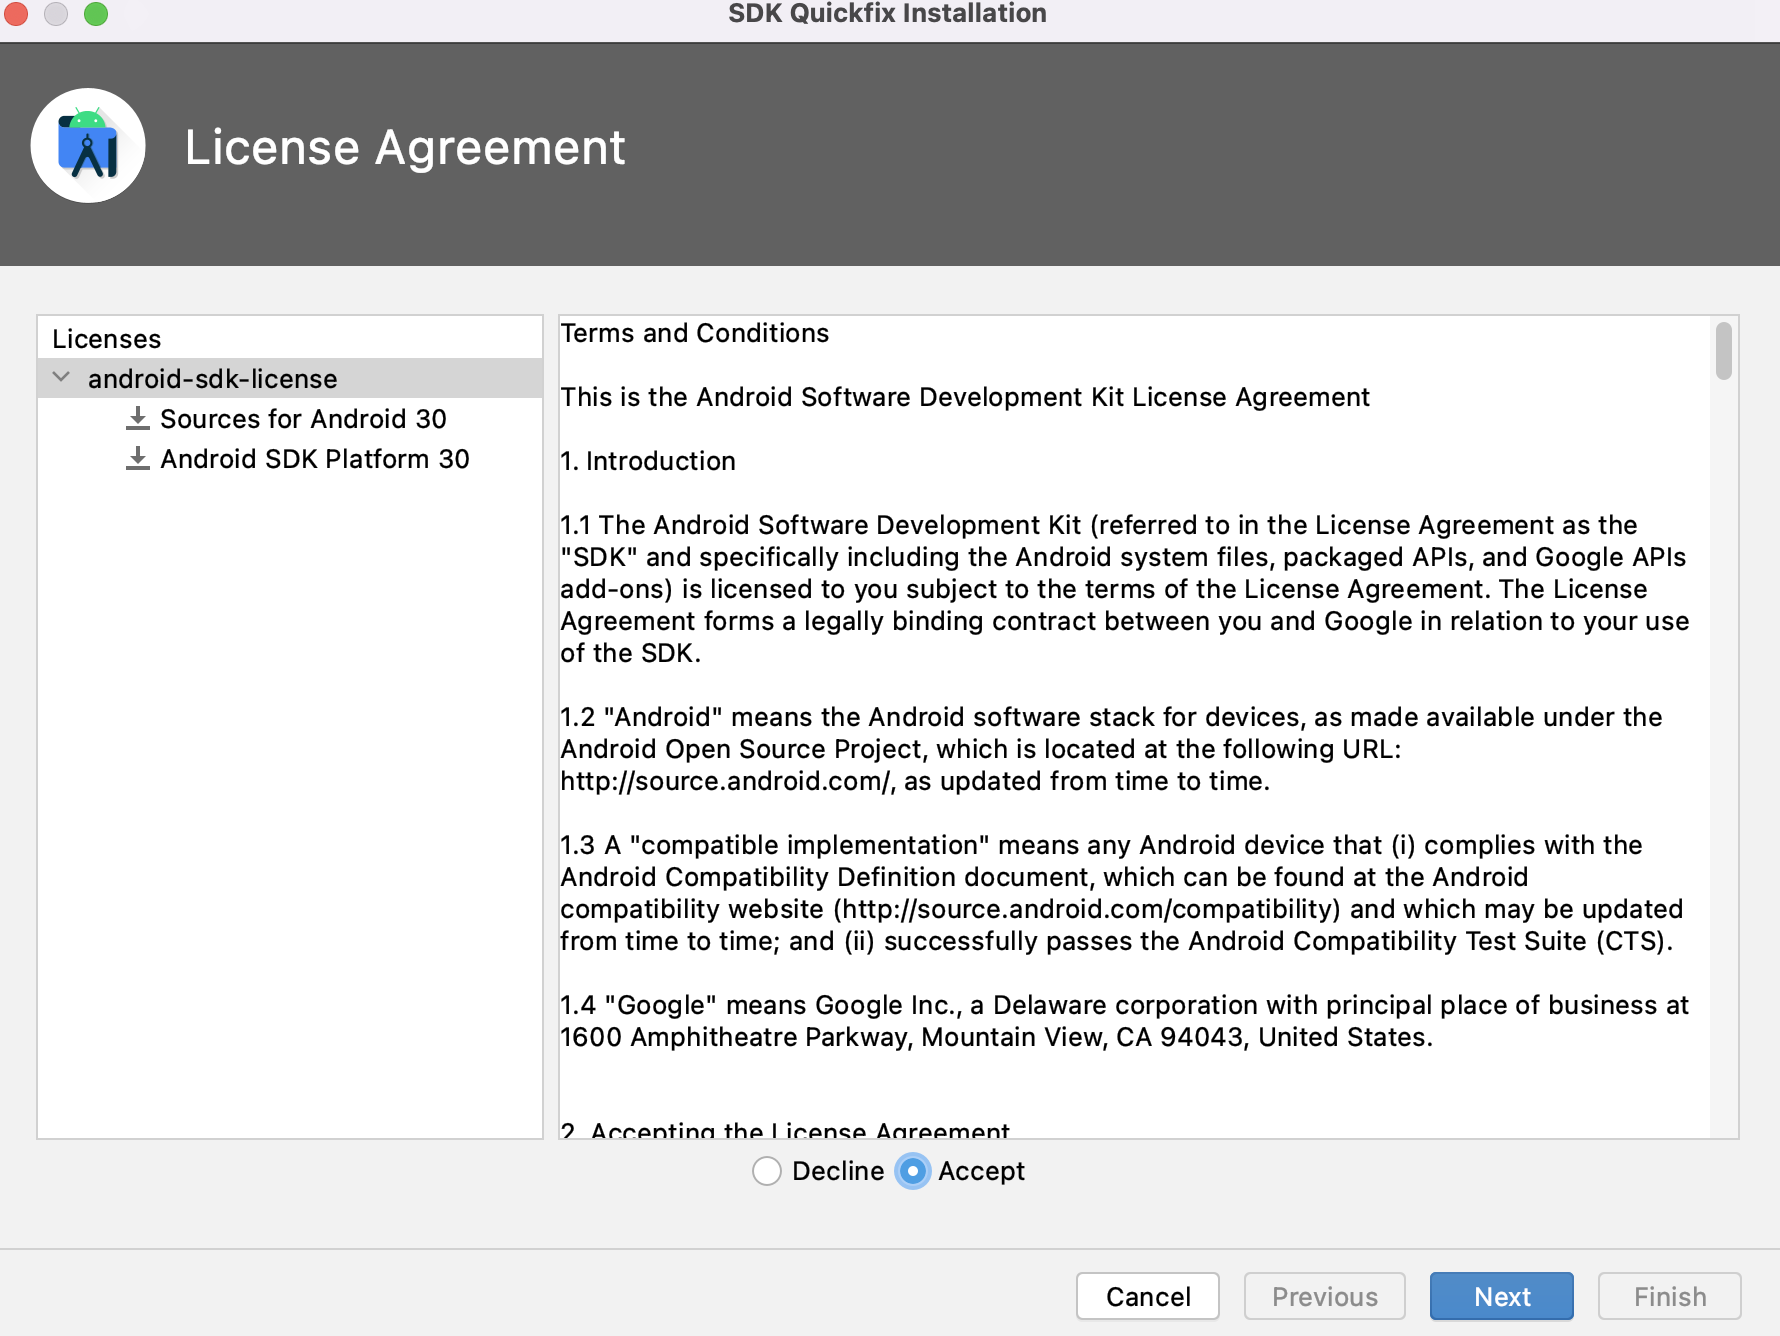 SDK Quickfix Installation
License Agreement
Licenses
android-sdk-license
Sources for Android 30
Android SDK Platform 30
Terms and Conditions
This is the Android Software Development Kit License Agreement
1. Introduction
1.1 The Android Software Development Kit (referred to in the License Agreement as the
"SDK" and specifically including the Android system files, packaged APIs, and Google APIs
add-ons) is licensed to you subject to the terms of the License Agreement. The License
Agreement forms a legally binding contract between you and Google in relation to your use
of the SDK.
1.2 "Android" means the Android software stack for devices, as made available under the
Android Open Source Project, which is located at the following URL:
http://source.android.com/, as updated from time to time.
1.3 A "compatible implementation" means any Android device that (i) complies with the
Android Compatibility Definition document, which can be found at the Android
compatibility website (http://source.android.com/compatibility) and which may be updated
from time to time; and (ii) successfully passes the Android Compatibility Test Suite (CTS).
1.4 "Google" means Google Inc., a Delaware corporation with principal place of business at
1600 Amphitheatre Parkway, Mountain View, CA 94043, United States.
2. Accepting the License Agreement
Decline Accept
Cancel Previous Next Finish